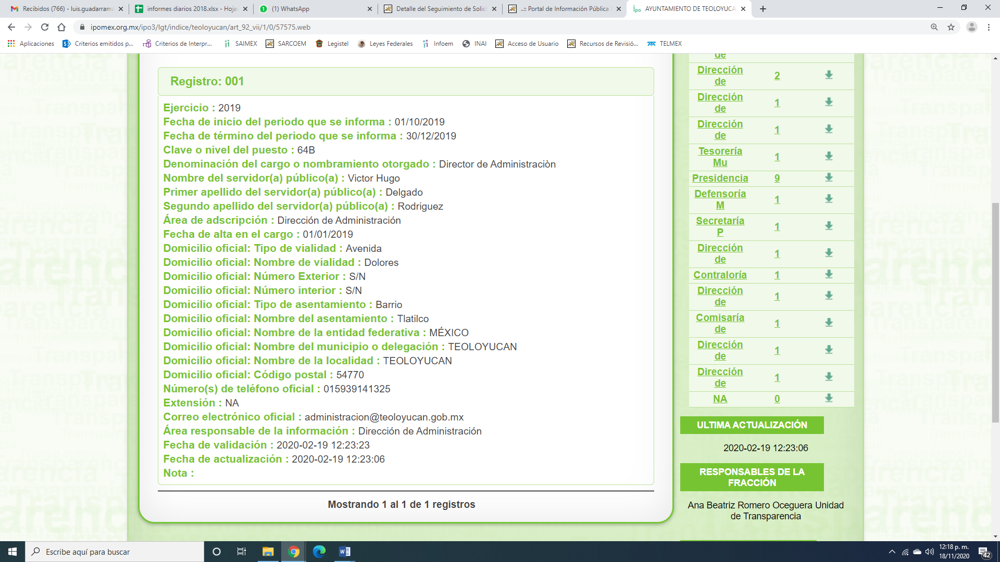 Recibidos (766) - luis.guadarrama
informes diarios 2018.xlsx - Hojas
(1) WhatsApp
Detalle del Seguimiento de Solici
..:: Portal de Información Pública
AYUNTAMIENTO DE TEOLOYUCA
ipomex.org.mx/ipo3/lgt/indice/teoloyucan/art_92_vii/1/0/57575.web
Aplicaciones
Criterios emitidos p...
Criterios de Interpr...
SAIMEX
SARCOEM
Legistel
Leyes Federales
Infoem
INAI
Acceso de Usuario
Recursos de Revisió...
TELMEX
Registro: 001
Ejercicio : 2019
Fecha de inicio del periodo que se informa : 01/10/2019
Fecha de término del periodo que se informa : 30/12/2019
Clave o nivel del puesto : 64B
Denominación del cargo o nombramiento otorgado : Director de Administraciòn
Nombre del servidor(a) público(a) : Victor Hugo
Primer apellido del servidor(a) público(a) : Delgado
Segundo apellido del servidor(a) público(a) : Rodriguez
Área de adscripción : Dirección de Administración
Fecha de alta en el cargo : 01/01/2019
Domicilio oficial: Tipo de vialidad : Avenida
Domicilio oficial: Nombre de vialidad : Dolores
Domicilio oficial: Número Exterior : S/N
Domicilio oficial: Número interior : S/N
Domicilio oficial: Tipo de asentamiento : Barrio
Domicilio oficial: Nombre del asentamiento : Tlatilco
Domicilio oficial: Nombre de la entidad federativa : MÉXICO
Domicilio oficial: Nombre del municipio o delegación : TEOLOYUCAN
Domicilio oficial: Nombre de la localidad : TEOLOYUCAN
Domicilio oficial: Código postal : 54770
Número(s) de teléfono oficial : 015939141325
Extensión : NA
Correo electrónico oficial : administracion@teoloyucan.gob.mx
Área responsable de la información : Dirección de Administración
Fecha de validación : 2020-02-19 12:23:23
Fecha de actualización : 2020-02-19 12:23:06
Nota :
Mostrando 1 al 1 de 1 registros
de
Dirección de 2
Dirección de 1
Dirección de 1
Tesorería Mu 1
Presidencia 9
Defensoría M 1
Secretaría P 1
Dirección de 1
Contraloría 1
Dirección de 1
Comisaría de 1
Dirección de 1
Dirección de 1
NA 0
ULTIMA ACTUALIZACIÓN
2020-02-19 12:23:06
RESPONSABLES DE LA
FRACCIÓN
Ana Beatriz Romero Oceguera Unidad
de Transparencia
Escribe aquí para buscar
12:18 p. m.
18/11/2020
42